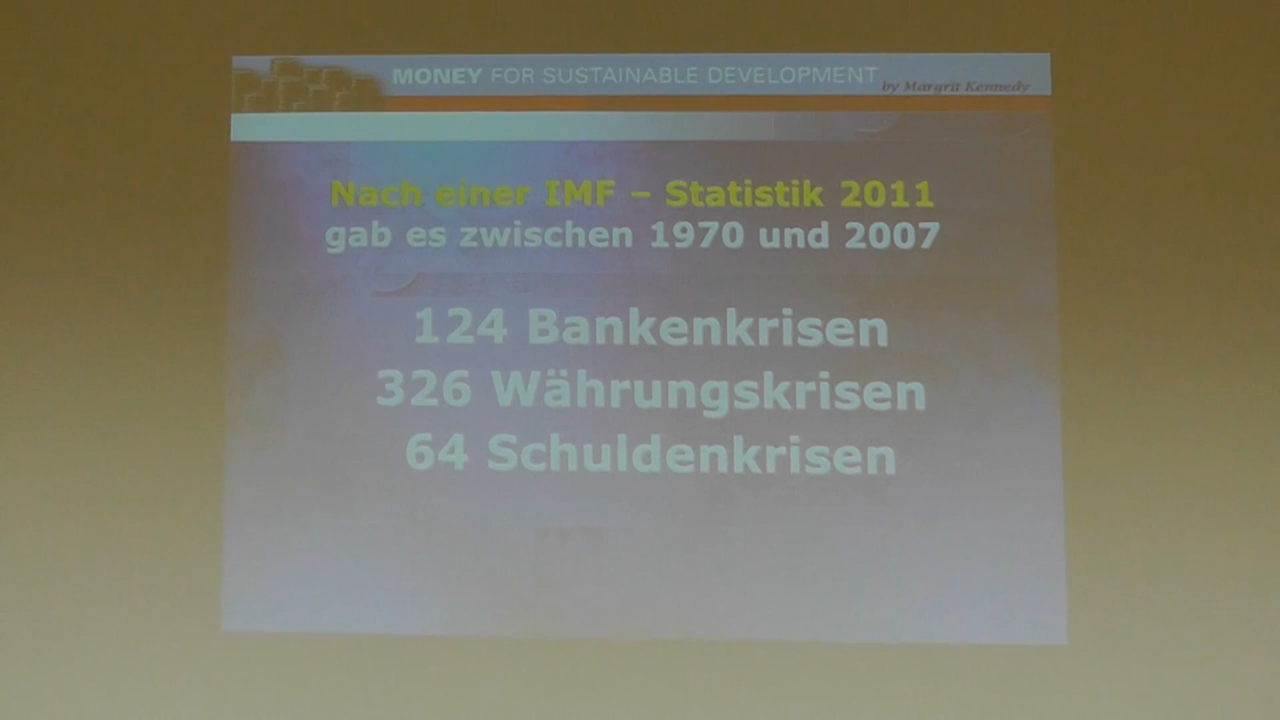 MONEY FOR SUSTAINABLE DEVELOPMENT
by Margrit Kennedy
Nach einer IMF – Statistik 2011
gab es zwischen 1970 und 2007
124 Bankenkrisen
326 Währungskrisen
64 Schuldenkrisen